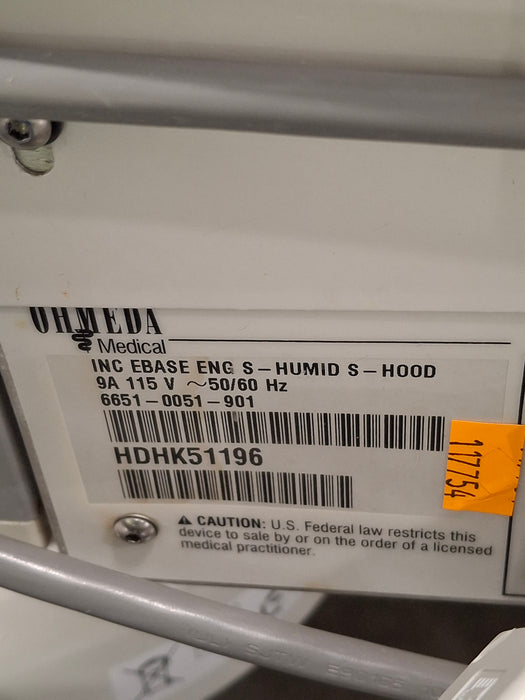 OHMEDA
Medical
INC EBASE ENG S-HUMID S-HOOD
9A 115 V ~50/60 Hz
6651-0051-901
HDHK51196
117754
⚠ CAUTION: U.S. Federal law restricts this
device to sale by or on the order of a licensed
medical practitioner.